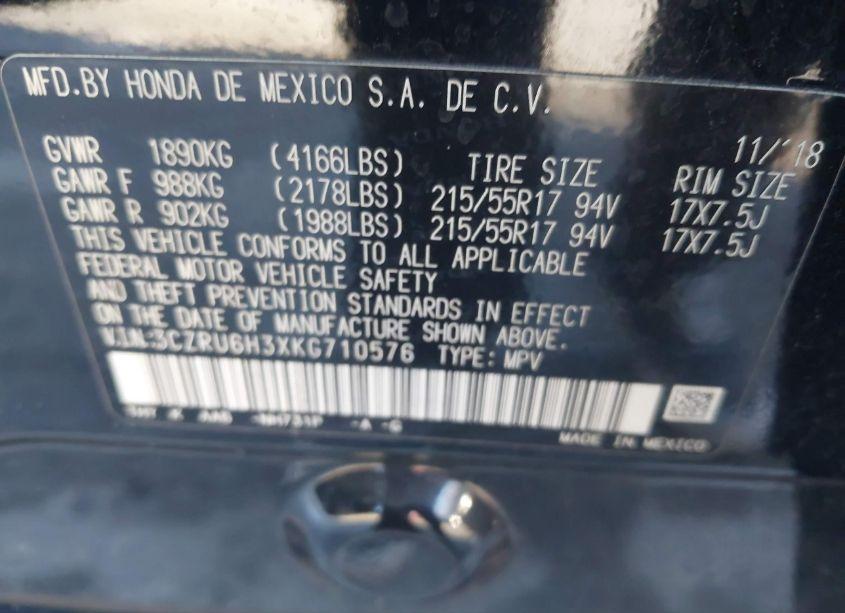 MFD.BY HONDA DE MEXICO S.A. DE C.V.
11/'18
GVWR 1890KG (4166LBS) TIRE SIZE RIM SIZE
GAWR F 988KG (2178LBS) 215/55R17 94V 17X7.5J
GAWR R 902KG (1988LBS) 215/55R17 94V 17X7.5J
THIS VEHICLE CONFORMS TO ALL APPLICABLE
FEDERAL MOTOR VEHICLE SAFETY
AND THEFT PREVENTION STANDARDS IN EFFECT
ON THE DATE OF MANUFACTURE SHOWN ABOVE.
V.I.N:3CZRU6H3XKG710576 TYPE: MPV
NH731P -A -G
MADE IN MEXICO